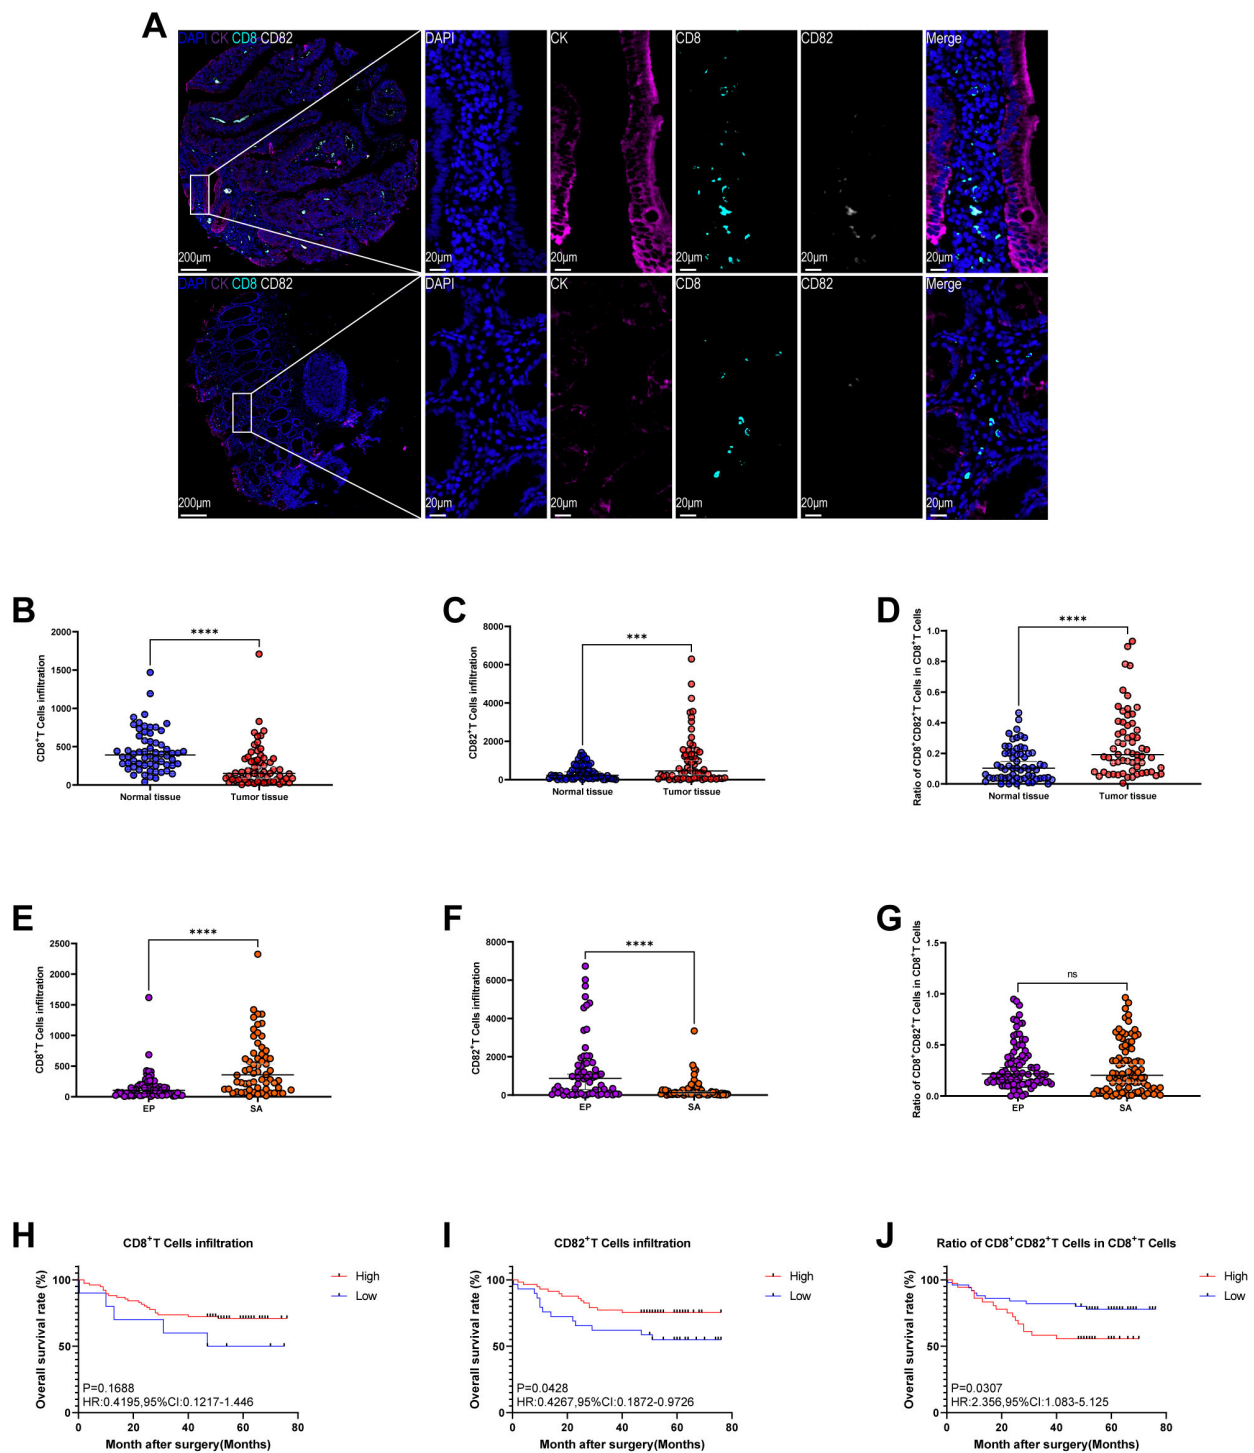 A
DAPI CK CD8 CD82
DAPI
CK
CD8
CD82
Merge
200μm
20μm
20μm
20μm
20μm
20μm
DAPI CK CD8 CD82
DAPI
CK
CD8
CD82
Merge
200μm
20μm
20μm
20μm
20μm
20μm
B
CD8⁺T Cells infiltration
2000
1500
1000
500
0
****
Normal tissue
Tumor tissue
C
CD82⁺T Cells infiltration
8000
6000
4000
2000
0
***
Normal tissue
Tumor tissue
D
Ratio of CD8⁺CD82⁺T Cells in CD8⁺T Cells
1.0
0.8
0.6
0.4
0.2
0.0
****
Normal tissue
Tumor tissue
E
CD8⁺T Cells infiltration
2500
2000
1500
1000
500
0
****
EP
SA
F
CD82⁺T Cells infiltration
8000
6000
4000
2000
0
****
EP
SA
G
Ratio of CD8⁺CD82⁺T Cells in CD8⁺T Cells
1.5
1.0
0.5
0.0
ns
EP
SA
H
CD8⁺T Cells infiltration
Overall survival rate (%)
100
50
0
High
Low
P=0.1688
HR:0.4195,95%CI:0.1217-1.446
0 20 40 60 80
Month after surgery(Months)
I
CD82⁺T Cells infiltration
Overall survival rate (%)
100
50
0
High
Low
P=0.0428
HR:0.4267,95%CI:0.1872-0.9726
0 20 40 60 80
Month after surgery(Months)
J
Ratio of CD8⁺CD82⁺T Cells in CD8⁺T Cells
Overall survival rate (%)
100
50
0
High
Low
P=0.0307
HR:2.356,95%CI:1.083-5.125
0 20 40 60 80
Month after surgery(Months)